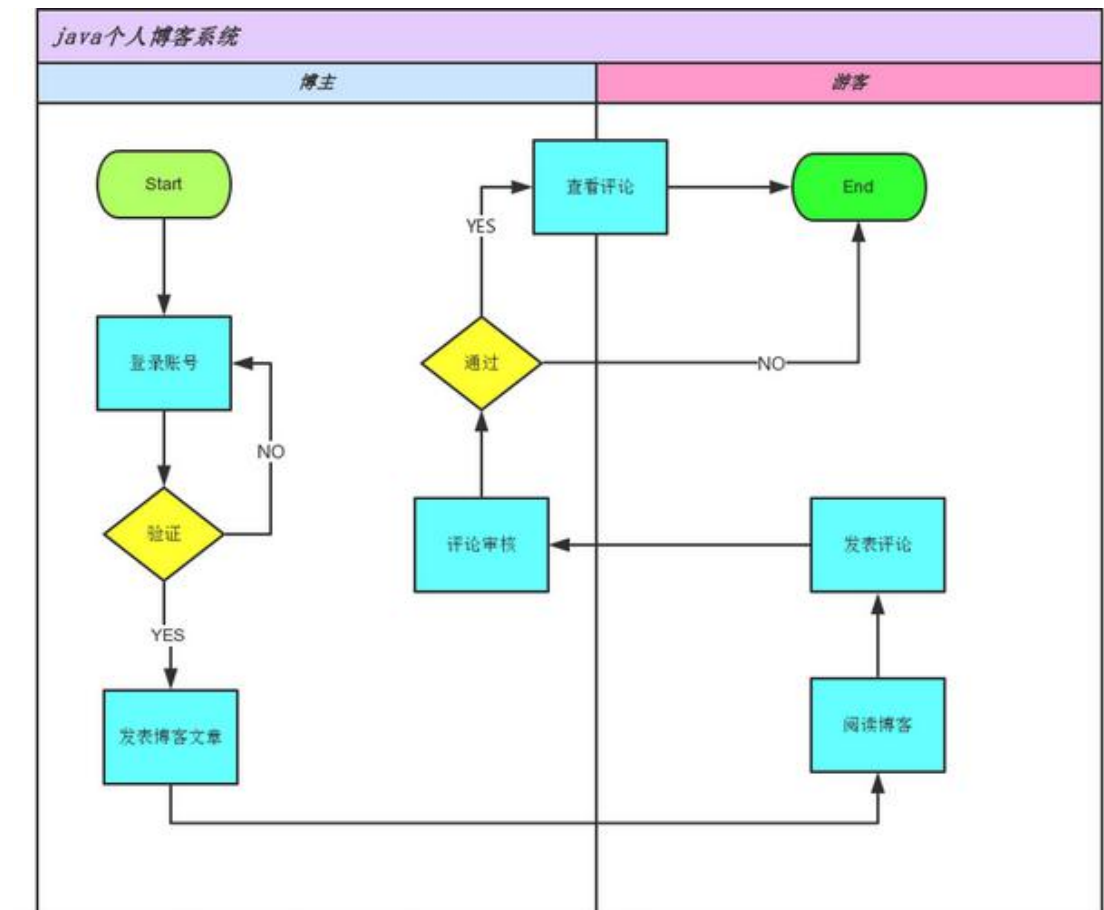 java个人博客系统
博主
游客
Start
查看评论
End
YES
登录账号
通过
NO
NO
验证
评论审核
发表评论
YES
发表博客文章
阅读博客